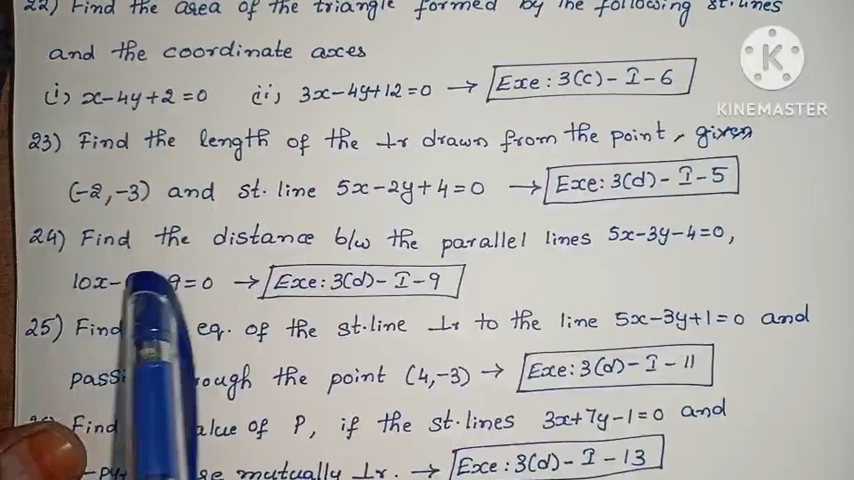 22) Find the area of the triangle formed by the following st.lines
and the coordinate axes
(i) x-4y+2=0 (ii) 3x-4y+12=0 → Exe: 3(c)-I-6
23) Find the length of the ⊥r drawn from the point, given
(-2,-3) and st. line 5x-2y+4=0 → Exe: 3(d)-I-5
24) Find the distance b/w the parallel lines 5x-3y-4=0,
10x- 9=0 → Exe: 3(d)-I-9
25) Find eq. of the st.line ⊥r to the line 5x-3y+1=0 and
through the point (4,-3) → Exe: 3(d)-I-11
Find value of P, if the st.lines 3x+7y-1=0 and
mutually ⊥r. → Exe: 3(d)-I-13
K
KINEMASTER